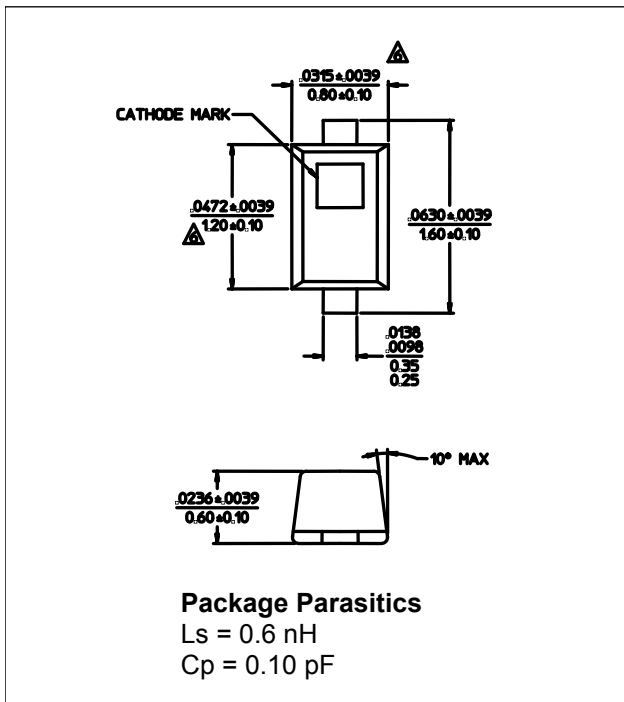 6
.0315±.0039
0.80±0.10
CATHODE MARK
.0472±.0039
1.20±0.10
6
.0630±.0039
1.60±0.10
.0138
.0098
0.35
0.25
10° MAX
.0236±.0039
0.60±0.10
Package Parasitics
Ls = 0.6 nH
Cp = 0.10 pF